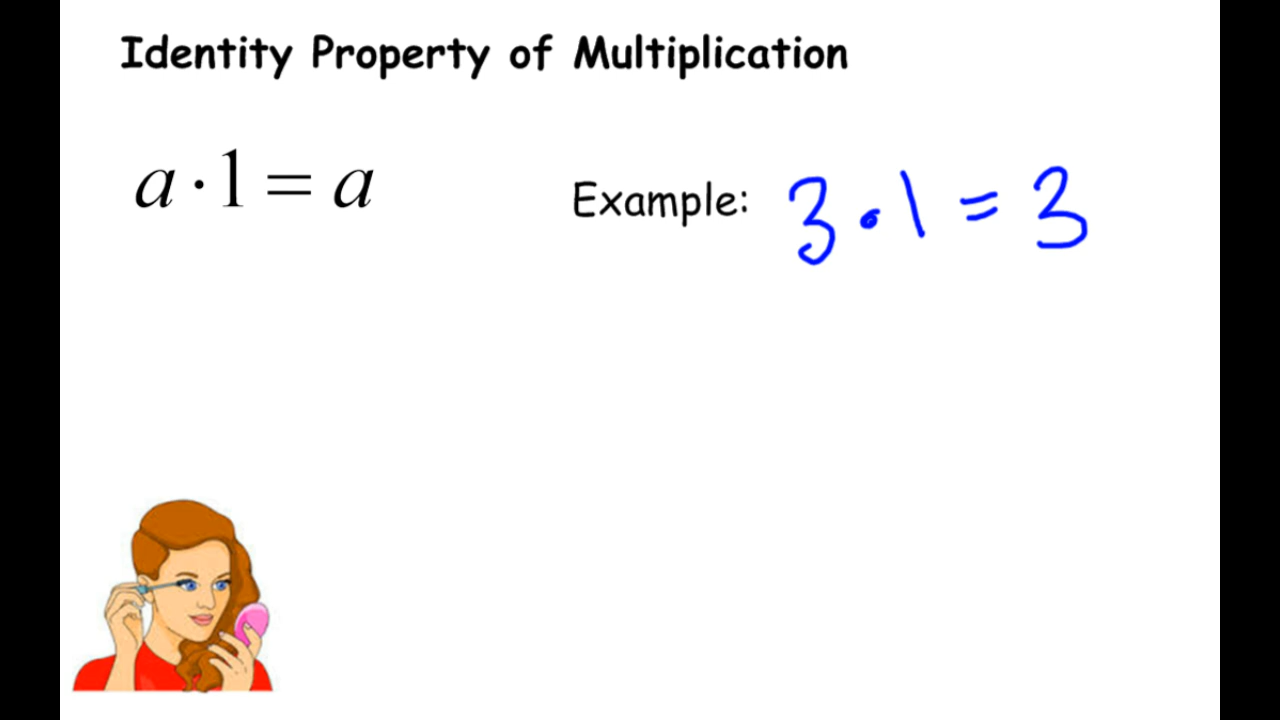 Identity Property of Multiplication
a · 1 = a
Example: 3 · 1 = 3